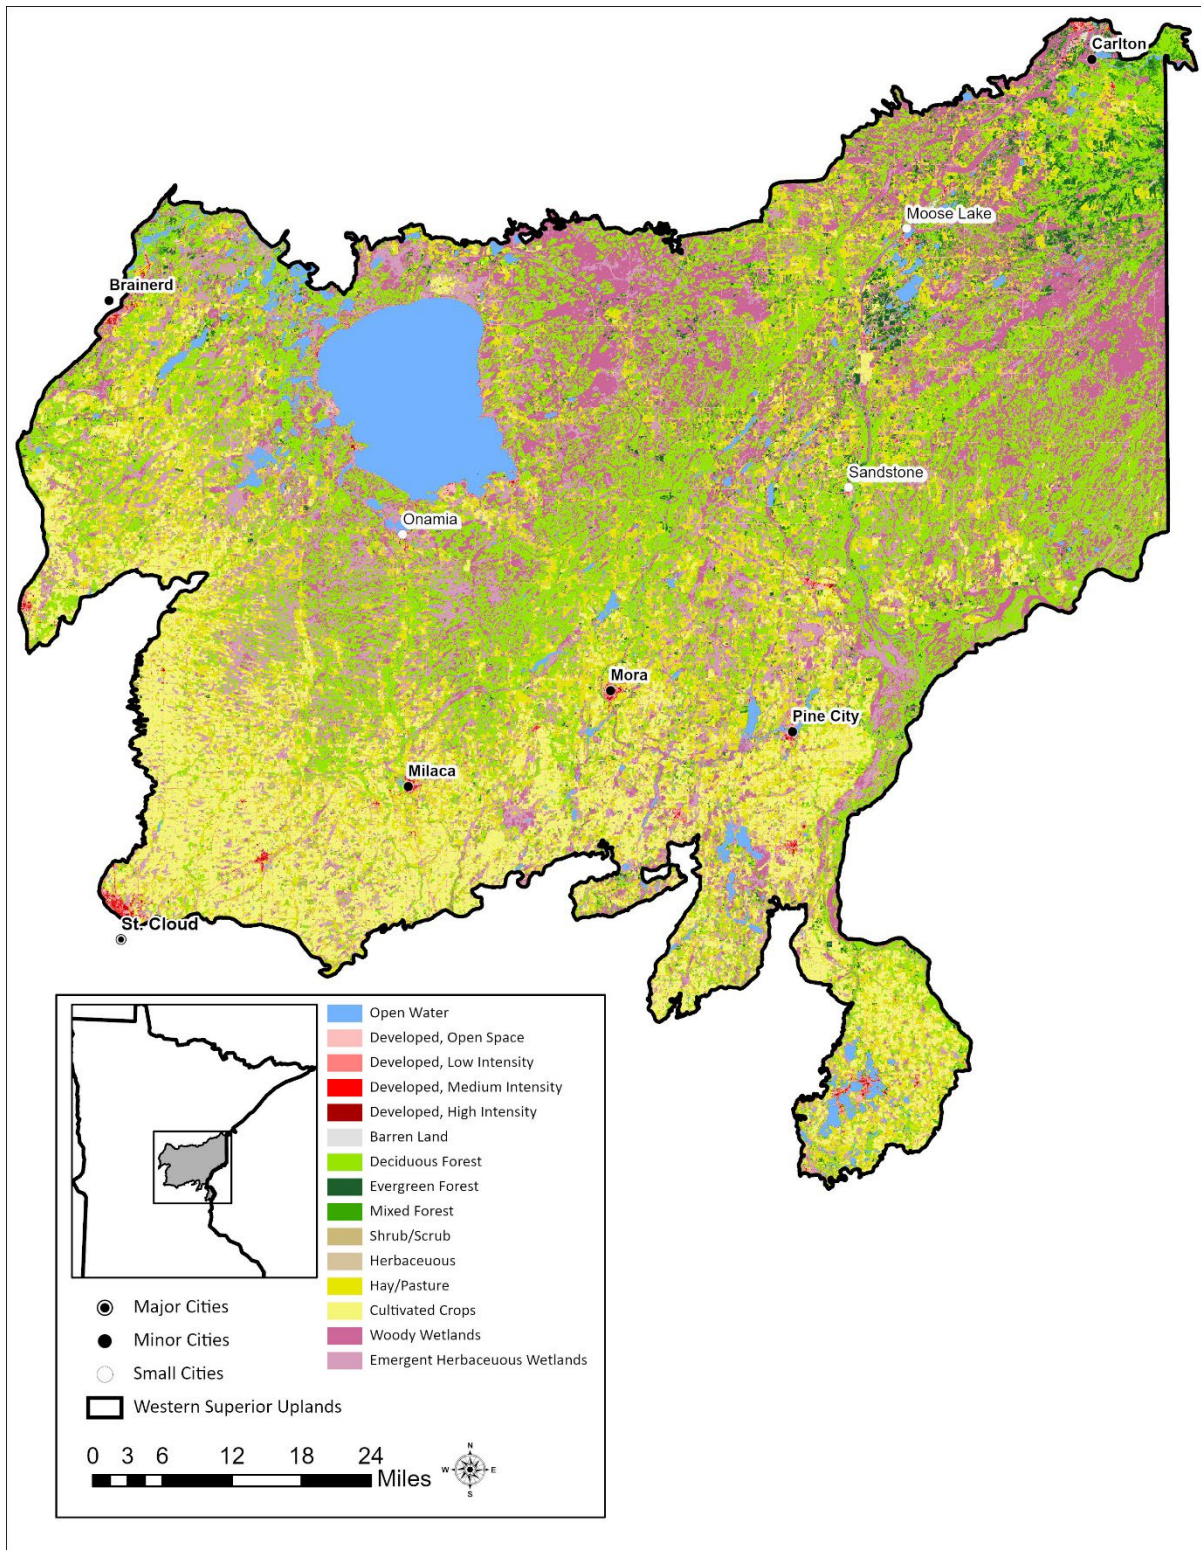 Carlton
Moose Lake
Brainerd
Sandstone
Onamia
Mora
Pine City
Milaca
St. Cloud
Open Water
Developed, Open Space
Developed, Low Intensity
Developed, Medium Intensity
Developed, High Intensity
Barren Land
Deciduous Forest
Evergreen Forest
Mixed Forest
Shrub/Scrub
Herbaceuous
Hay/Pasture
Cultivated Crops
Woody Wetlands
Emergent Herbaceuous Wetlands
Major Cities
Minor Cities
Small Cities
Western Superior Uplands
0 3 6 12 18 24
Miles
N
W E
S